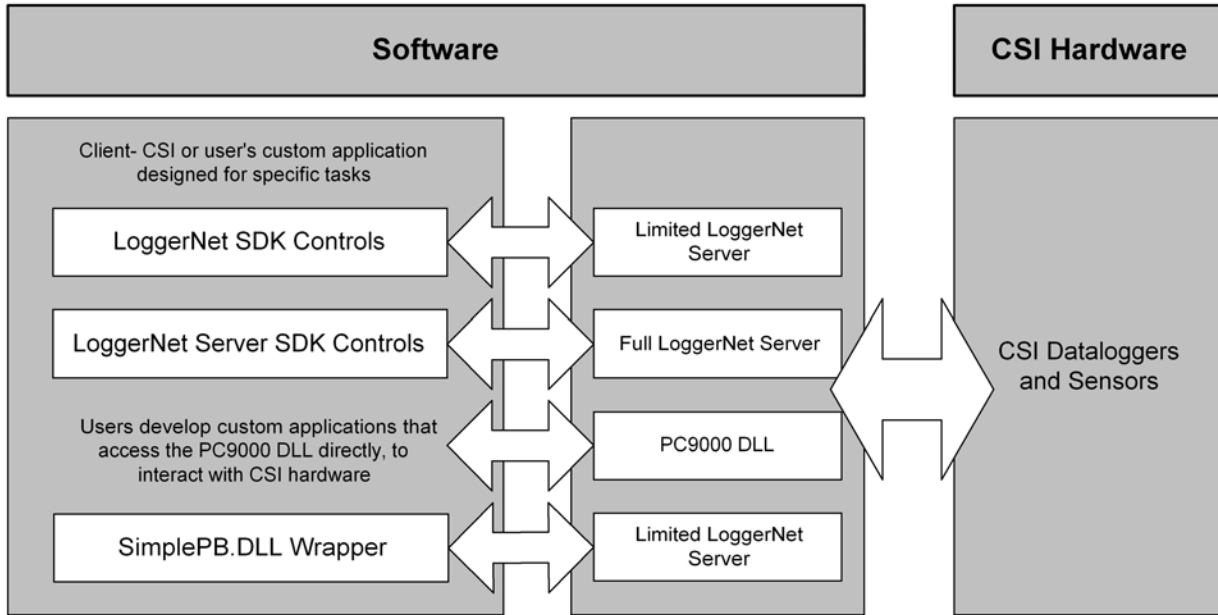 Software
CSI Hardware
Client- CSI or user's custom application
designed for specific tasks
LoggerNet SDK Controls
Limited LoggerNet
Server
LoggerNet Server SDK Controls
Full LoggerNet Server
CSI Dataloggers
and Sensors
Users develop custom applications that
access the PC9000 DLL directly, to
interact with CSI hardware
PC9000 DLL
SimplePB.DLL Wrapper
Limited LoggerNet
Server